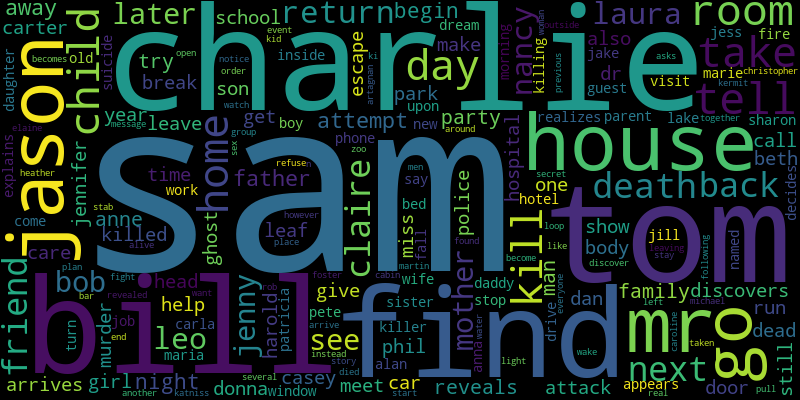 away
carter
later
school
return
begin
laura
room
charlie
jason
child
day
take
tell
nancy
try
break
son
old
inside
suicide
daughter
escape
make
dream
morning
killing
outside
woman
also
jake
dr
guest
jess
fire
marie
christopher
visit
kid
event
open
notice
order
watch
becomes
asks
previous
kermit
year
leave
get
boy
attempt
park
upon
new
party
phone
realizes
parent
lake
together
sharon
call
beth
decides
message
elaine
explains
heather
jennifer
group
sex
zoo
around
artagnan
ki
sam
home
house
time
work
father
refuse
claire
men
say
bed
miss
fall
police
hospital
secret
hotel
one
death
back
come
anne
killed
care
stab
alive
ghost
leaf
however
place
found
kill
man
become
loop
like
discover
show
body
jill
leaving
stay
named
following
tom
friend
bob
plan
bar
fight
head
jenny
harold
patricia
rob
foster
want
revealed
cabin
martin
wife
daddy
mother
sister
stop
anna
water
drive
everyone
dan
family
discovers
left
michael
run
dead
still
bill
find
mr
go
turn
murder
job
end
help
leo
carla
maria
give
pete
arrive
instead
see
killer
phil
alan
light
wake
caroline
taken
next
arrives
girl
night
another
katniss
several
donna
window
casey
story
died
meet
car
start
reveals
attack
appears
real
door
pull